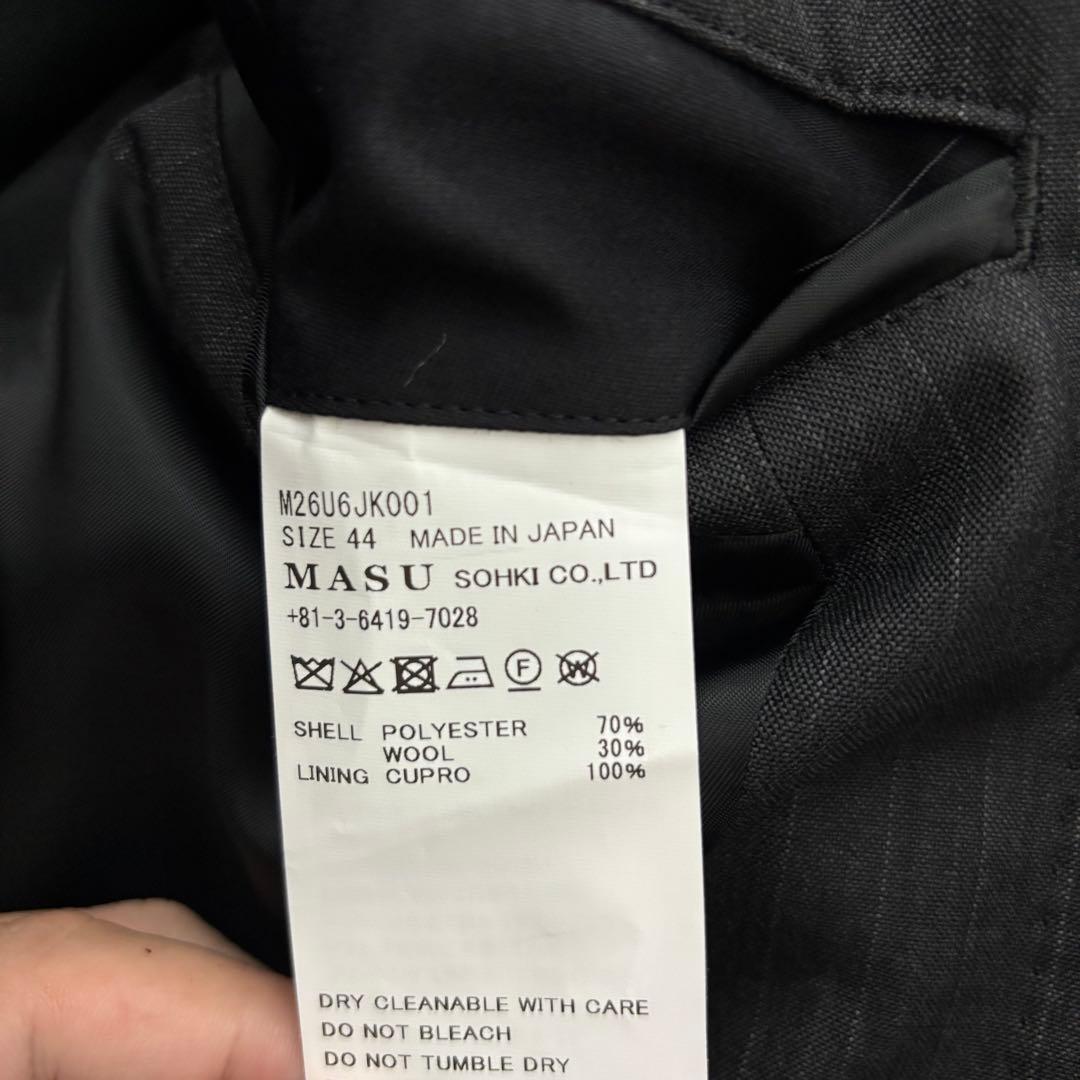 M26U6JK001
SIZE 44 MADE IN JAPAN
MASU SOHKI CO.,LTD
+81-3-6419-7028
F W
SHELL POLYESTER 70%
WOOL 30%
LINING CUPRO 100%
DRY CLEANABLE WITH CARE
DO NOT BLEACH
DO NOT TUMBLE DRY